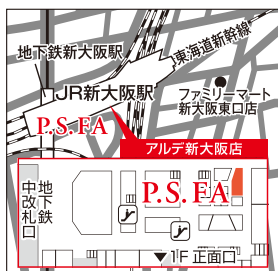 地下鉄新大阪駅
東海道新幹線
JR新大阪駅
ファミリーマート
新大阪東口店
P.S.FA
アルデ新大阪店
P.S.FA
地下鉄
中改札口
▼1F 正面口